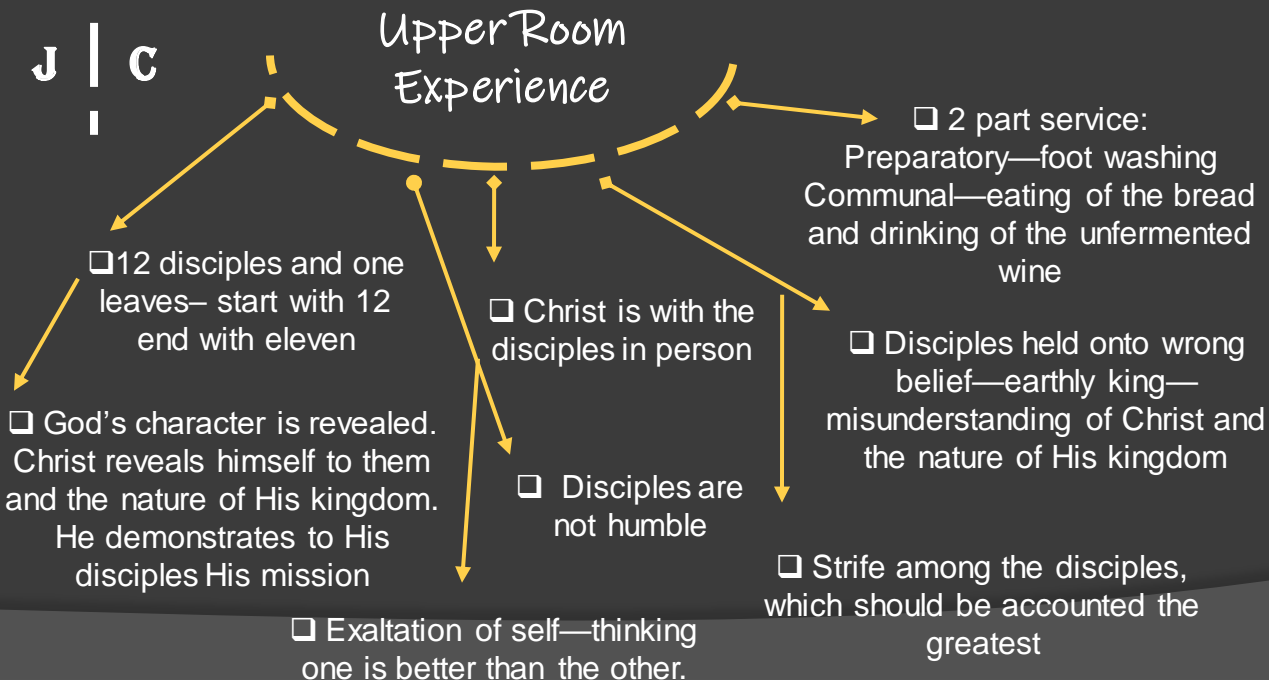 J C
Upper Room
Experience
❑ 2 part service:
Preparatory—foot washing
Communal—eating of the bread
and drinking of the unfermented
wine
❑12 disciples and one
leaves– start with 12
end with eleven
❑ Christ is with the
disciples in person
❑ Disciples held onto wrong
belief—earthly king—
misunderstanding of Christ and
the nature of His kingdom
❑ God’s character is revealed.
Christ reveals himself to them
and the nature of His kingdom.
He demonstrates to His
disciples His mission
❑ Disciples are
not humble
❑ Strife among the disciples,
which should be accounted the
greatest
❑ Exaltation of self—thinking
one is better than the other.